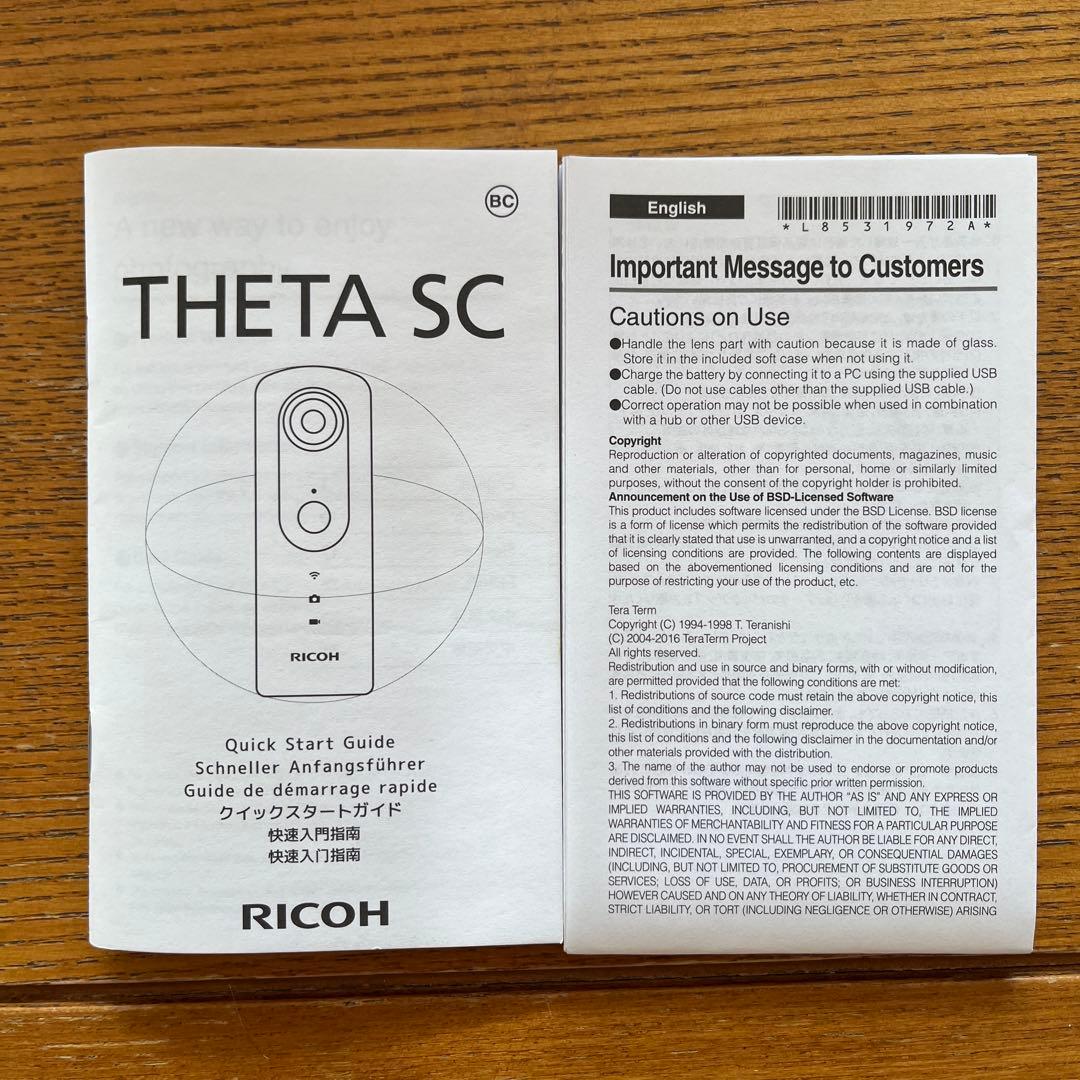 BC
A new way to enjoy
THETA SC
RICOH
Quick Start Guide
Schneller Anfangsführer
Guide de démarrage rapide
クイックスタートガイド
快速入門指南
快速入门指南
RICOH
English
*L8531972A*
Important Message to Customers
Cautions on Use
●Handle the lens part with caution because it is made of glass.
Store it in the included soft case when not using it.
●Charge the battery by connecting it to a PC using the supplied USB
cable. (Do not use cables other than the supplied USB cable.)
●Correct operation may not be possible when used in combination
with a hub or other USB device.
Copyright
Reproduction or alteration of copyrighted documents, magazines, music
and other materials, other than for personal, home or similarly limited
purposes, without the consent of the copyright holder is prohibited.
Announcement on the Use of BSD-Licensed Software
This product includes software licensed under the BSD License. BSD license
is a form of license which permits the redistribution of the software provided
that it is clearly stated that use is unwarranted, and a copyright notice and a list
of licensing conditions are provided. The following contents are displayed
based on the abovementioned licensing conditions and are not for the
purpose of restricting your use of the product, etc.
Tera Term
Copyright (C) 1994-1998 T. Teranishi
(C) 2004-2016 TeraTerm Project
All rights reserved.
Redistribution and use in source and binary forms, with or without modification,
are permitted provided that the following conditions are met:
1. Redistributions of source code must retain the above copyright notice, this
list of conditions and the following disclaimer.
2. Redistributions in binary form must reproduce the above copyright notice,
this list of conditions and the following disclaimer in the documentation and/or
other materials provided with the distribution.
3. The name of the author may not be used to endorse or promote products
derived from this software without specific prior written permission.
THIS SOFTWARE IS PROVIDED BY THE AUTHOR “AS IS” AND ANY EXPRESS OR
IMPLIED WARRANTIES, INCLUDING, BUT NOT LIMITED TO, THE IMPLIED
WARRANTIES OF MERCHANTABILITY AND FITNESS FOR A PARTICULAR PURPOSE
ARE DISCLAIMED. IN NO EVENT SHALL THE AUTHOR BE LIABLE FOR ANY DIRECT,
INDIRECT, INCIDENTAL, SPECIAL, EXEMPLARY, OR CONSEQUENTIAL DAMAGES
(INCLUDING, BUT NOT LIMITED TO, PROCUREMENT OF SUBSTITUTE GOODS OR
SERVICES; LOSS OF USE, DATA, OR PROFITS; OR BUSINESS INTERRUPTION)
HOWEVER CAUSED AND ON ANY THEORY OF LIABILITY, WHETHER IN CONTRACT,
STRICT LIABILITY, OR TORT (INCLUDING NEGLIGENCE OR OTHERWISE) ARISING